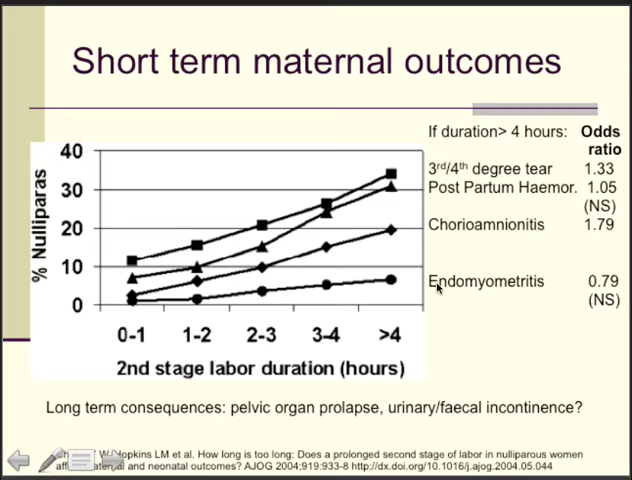 Short term maternal outcomes
If duration> 4 hours: Odds ratio
3rd/4th degree tear 1.33
Post Partum Haemor. 1.05
(NS)
Chorioamnionitis 1.79
Endomyometritis 0.79
(NS)
% Nulliparas
40
30
20
10
0
0-1 1-2 2-3 3-4 >4
2nd stage labor duration (hours)
Long term consequences: pelvic organ prolapse, urinary/faecal incontinence?
W Hopkins LM et al. How long is too long: Does a prolonged second stage of labor in nulliparous women
and neonatal outcomes? AJOG 2004;919:933-8 http://dx.doi.org/10.1016/j.ajog.2004.05.044